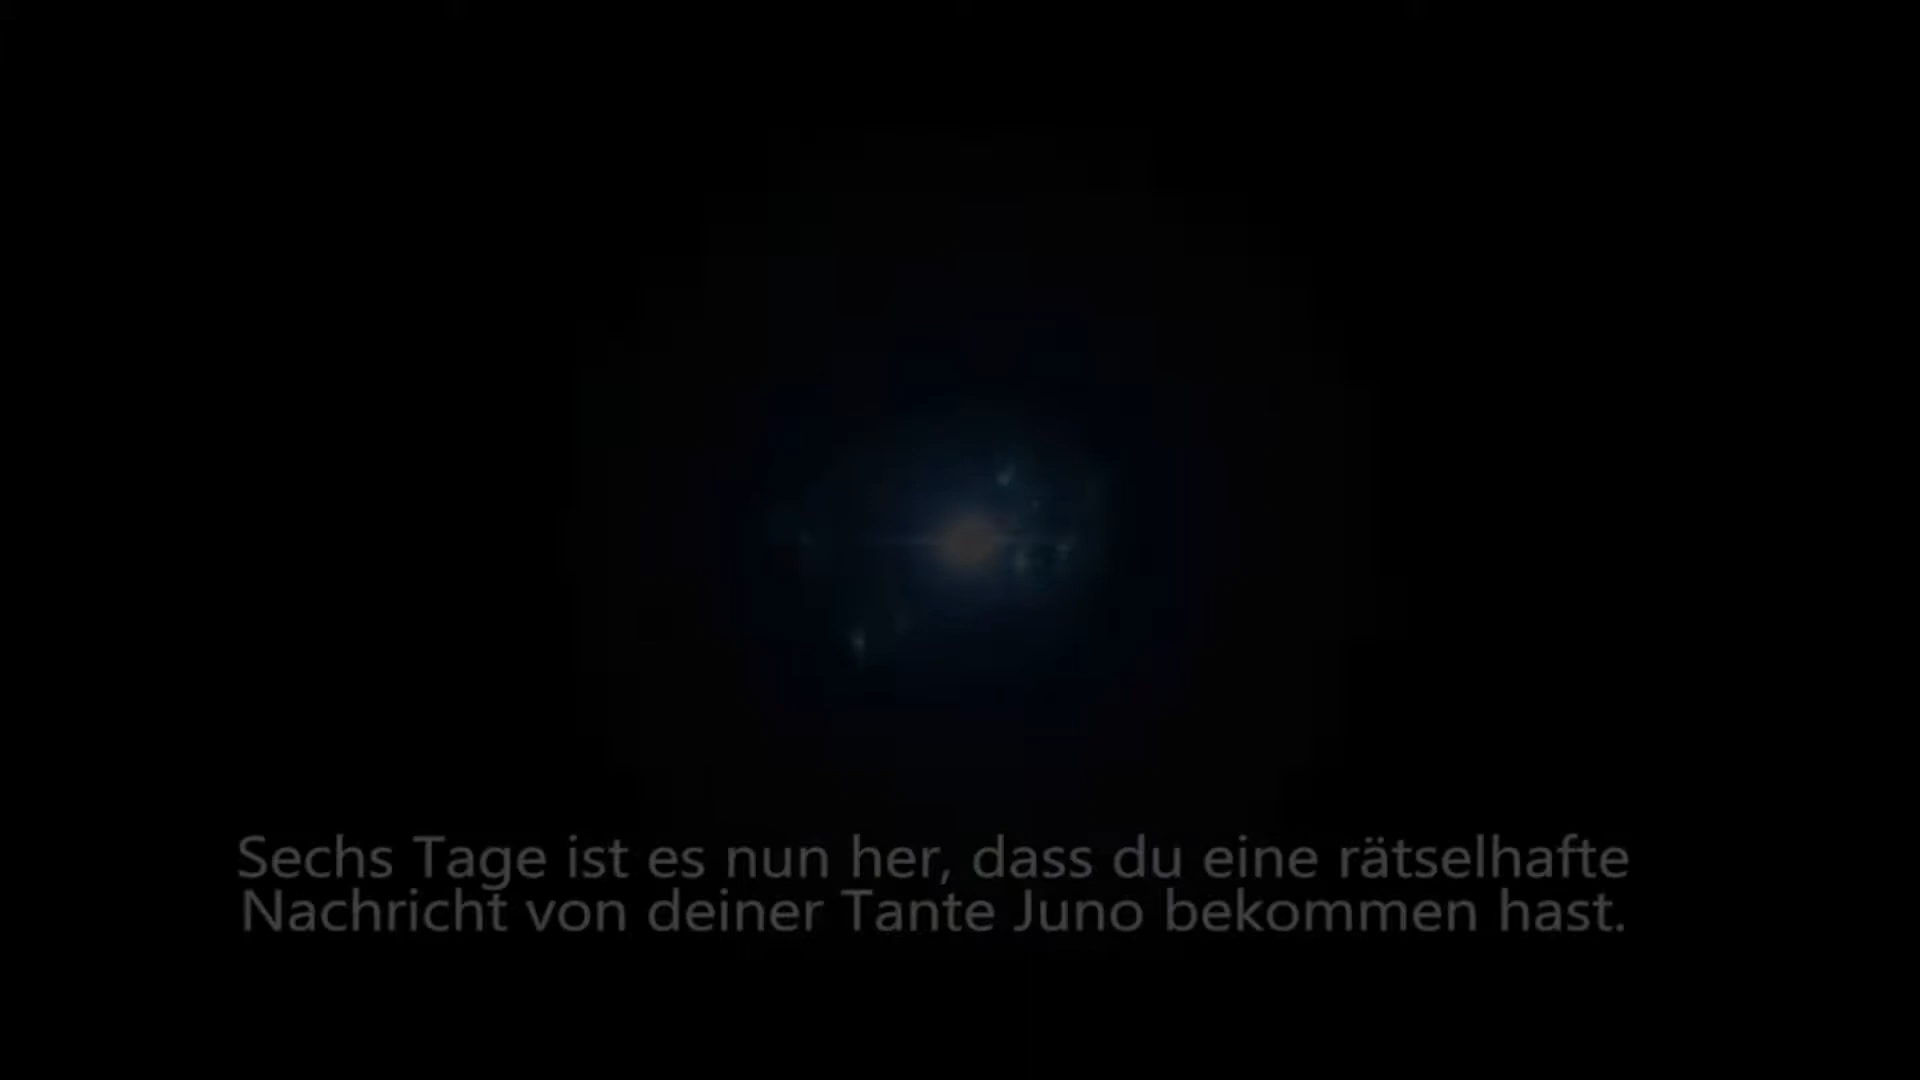 Sechs Tage ist es nun her, dass du eine rätselhafte
Nachricht von deiner Tante Juno bekommen hast.